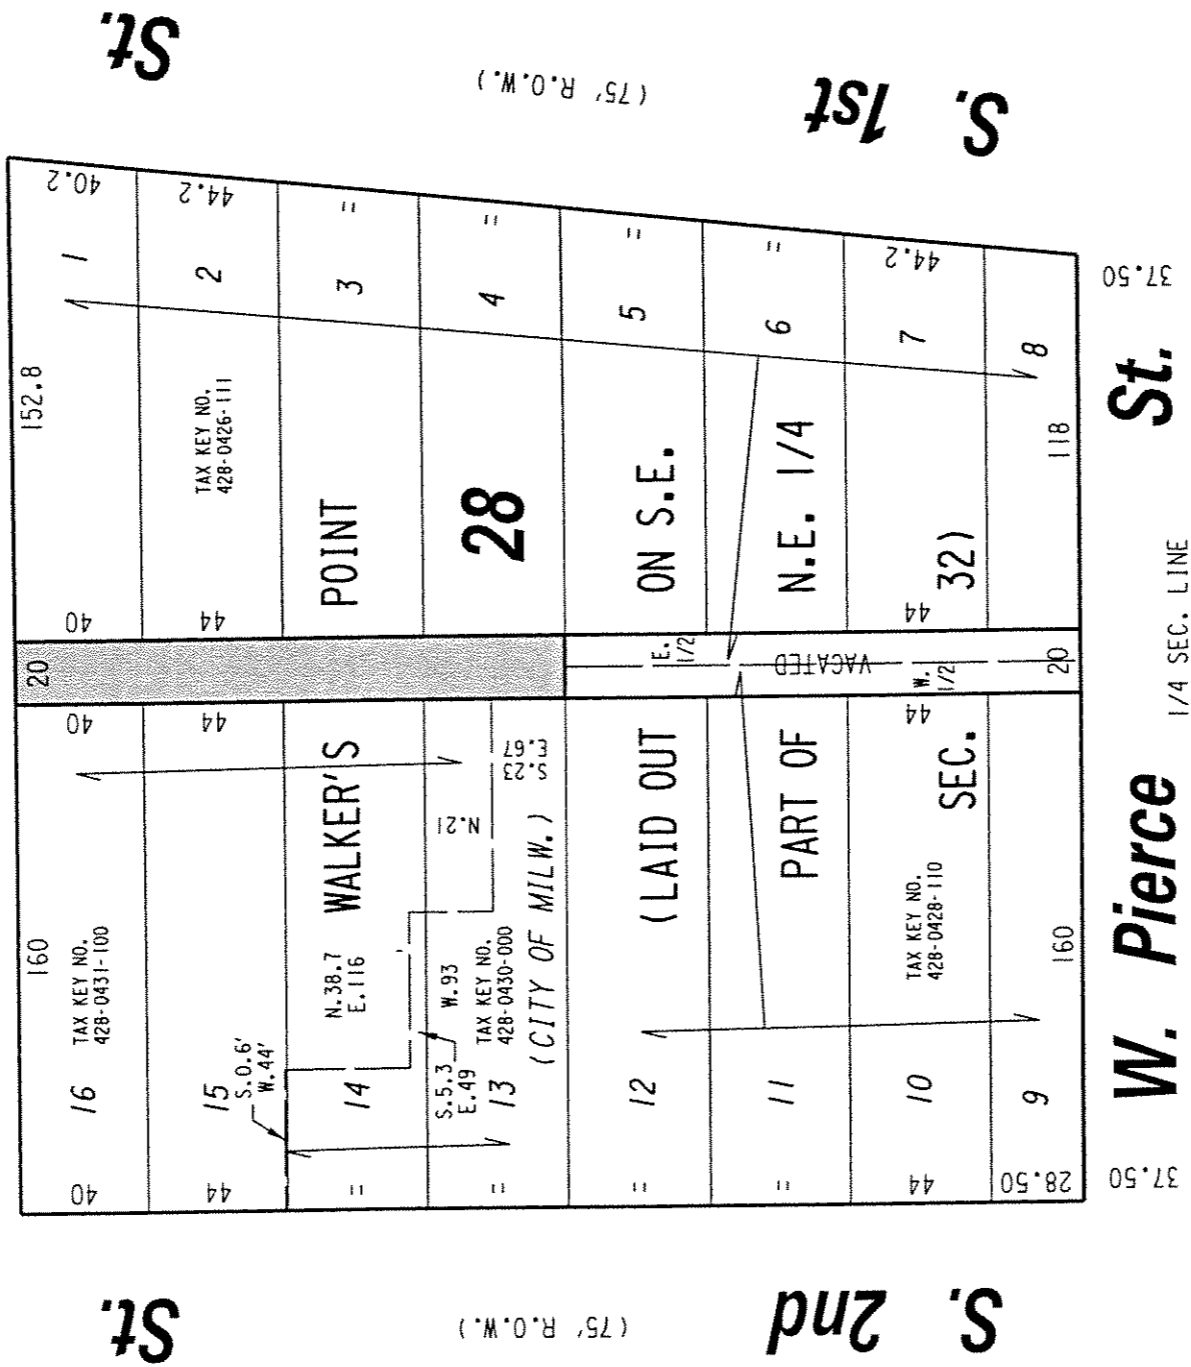 S. 1st St.
(75' R.O.W.)
40.2
44.2
"
"
"
"
44.2
37.50
1
2
3
4
5
6
7
8
152.8
TAX KEY NO.
428-0426-111
118
40
44
44
20
E.
1/2
VACATED
W.
1/2
20
40
44
44
WALKER'S POINT
28
(LAID OUT ON S.E.
PART OF N.E. 1/4
SEC. 32)
S.23
E.67
N.21
160
TAX KEY NO.
428-0431-100
N.38.7
E.116
W.93
TAX KEY NO.
428-0430-000
(CITY OF MILW.)
TAX KEY NO.
428-0428-110
160
S.0.6'
W.44'
S.5.3
E.49
16
15
14
13
12
11
10
9
40
44
"
"
"
"
44
28.50
37.50
W. Pierce St.
1/4 SEC. LINE
S. 2nd St.
(75' R.O.W.)